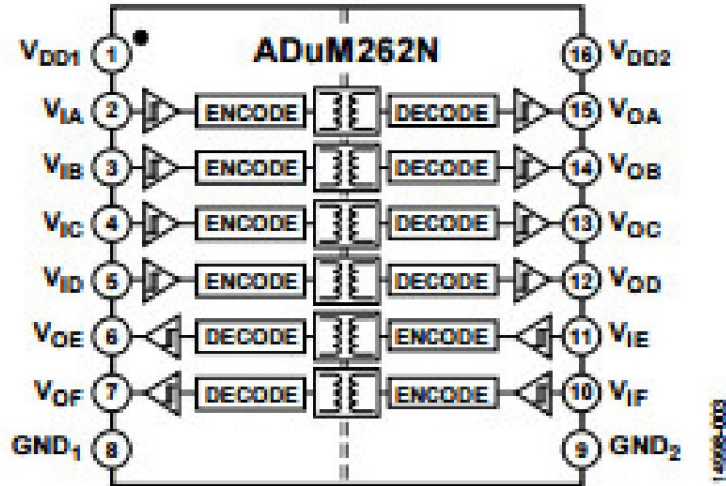 ADuM262N
VDD1 1 16 VDD2
VIA 2 ENCODE DECODE 15 VOA
VIB 3 ENCODE DECODE 14 VOB
VIC 4 ENCODE DECODE 13 VOC
VID 5 ENCODE DECODE 12 VOD
VOE 6 DECODE ENCODE 11 VIE
VOF 7 DECODE ENCODE 10 VIF
GND1 8 9 GND2